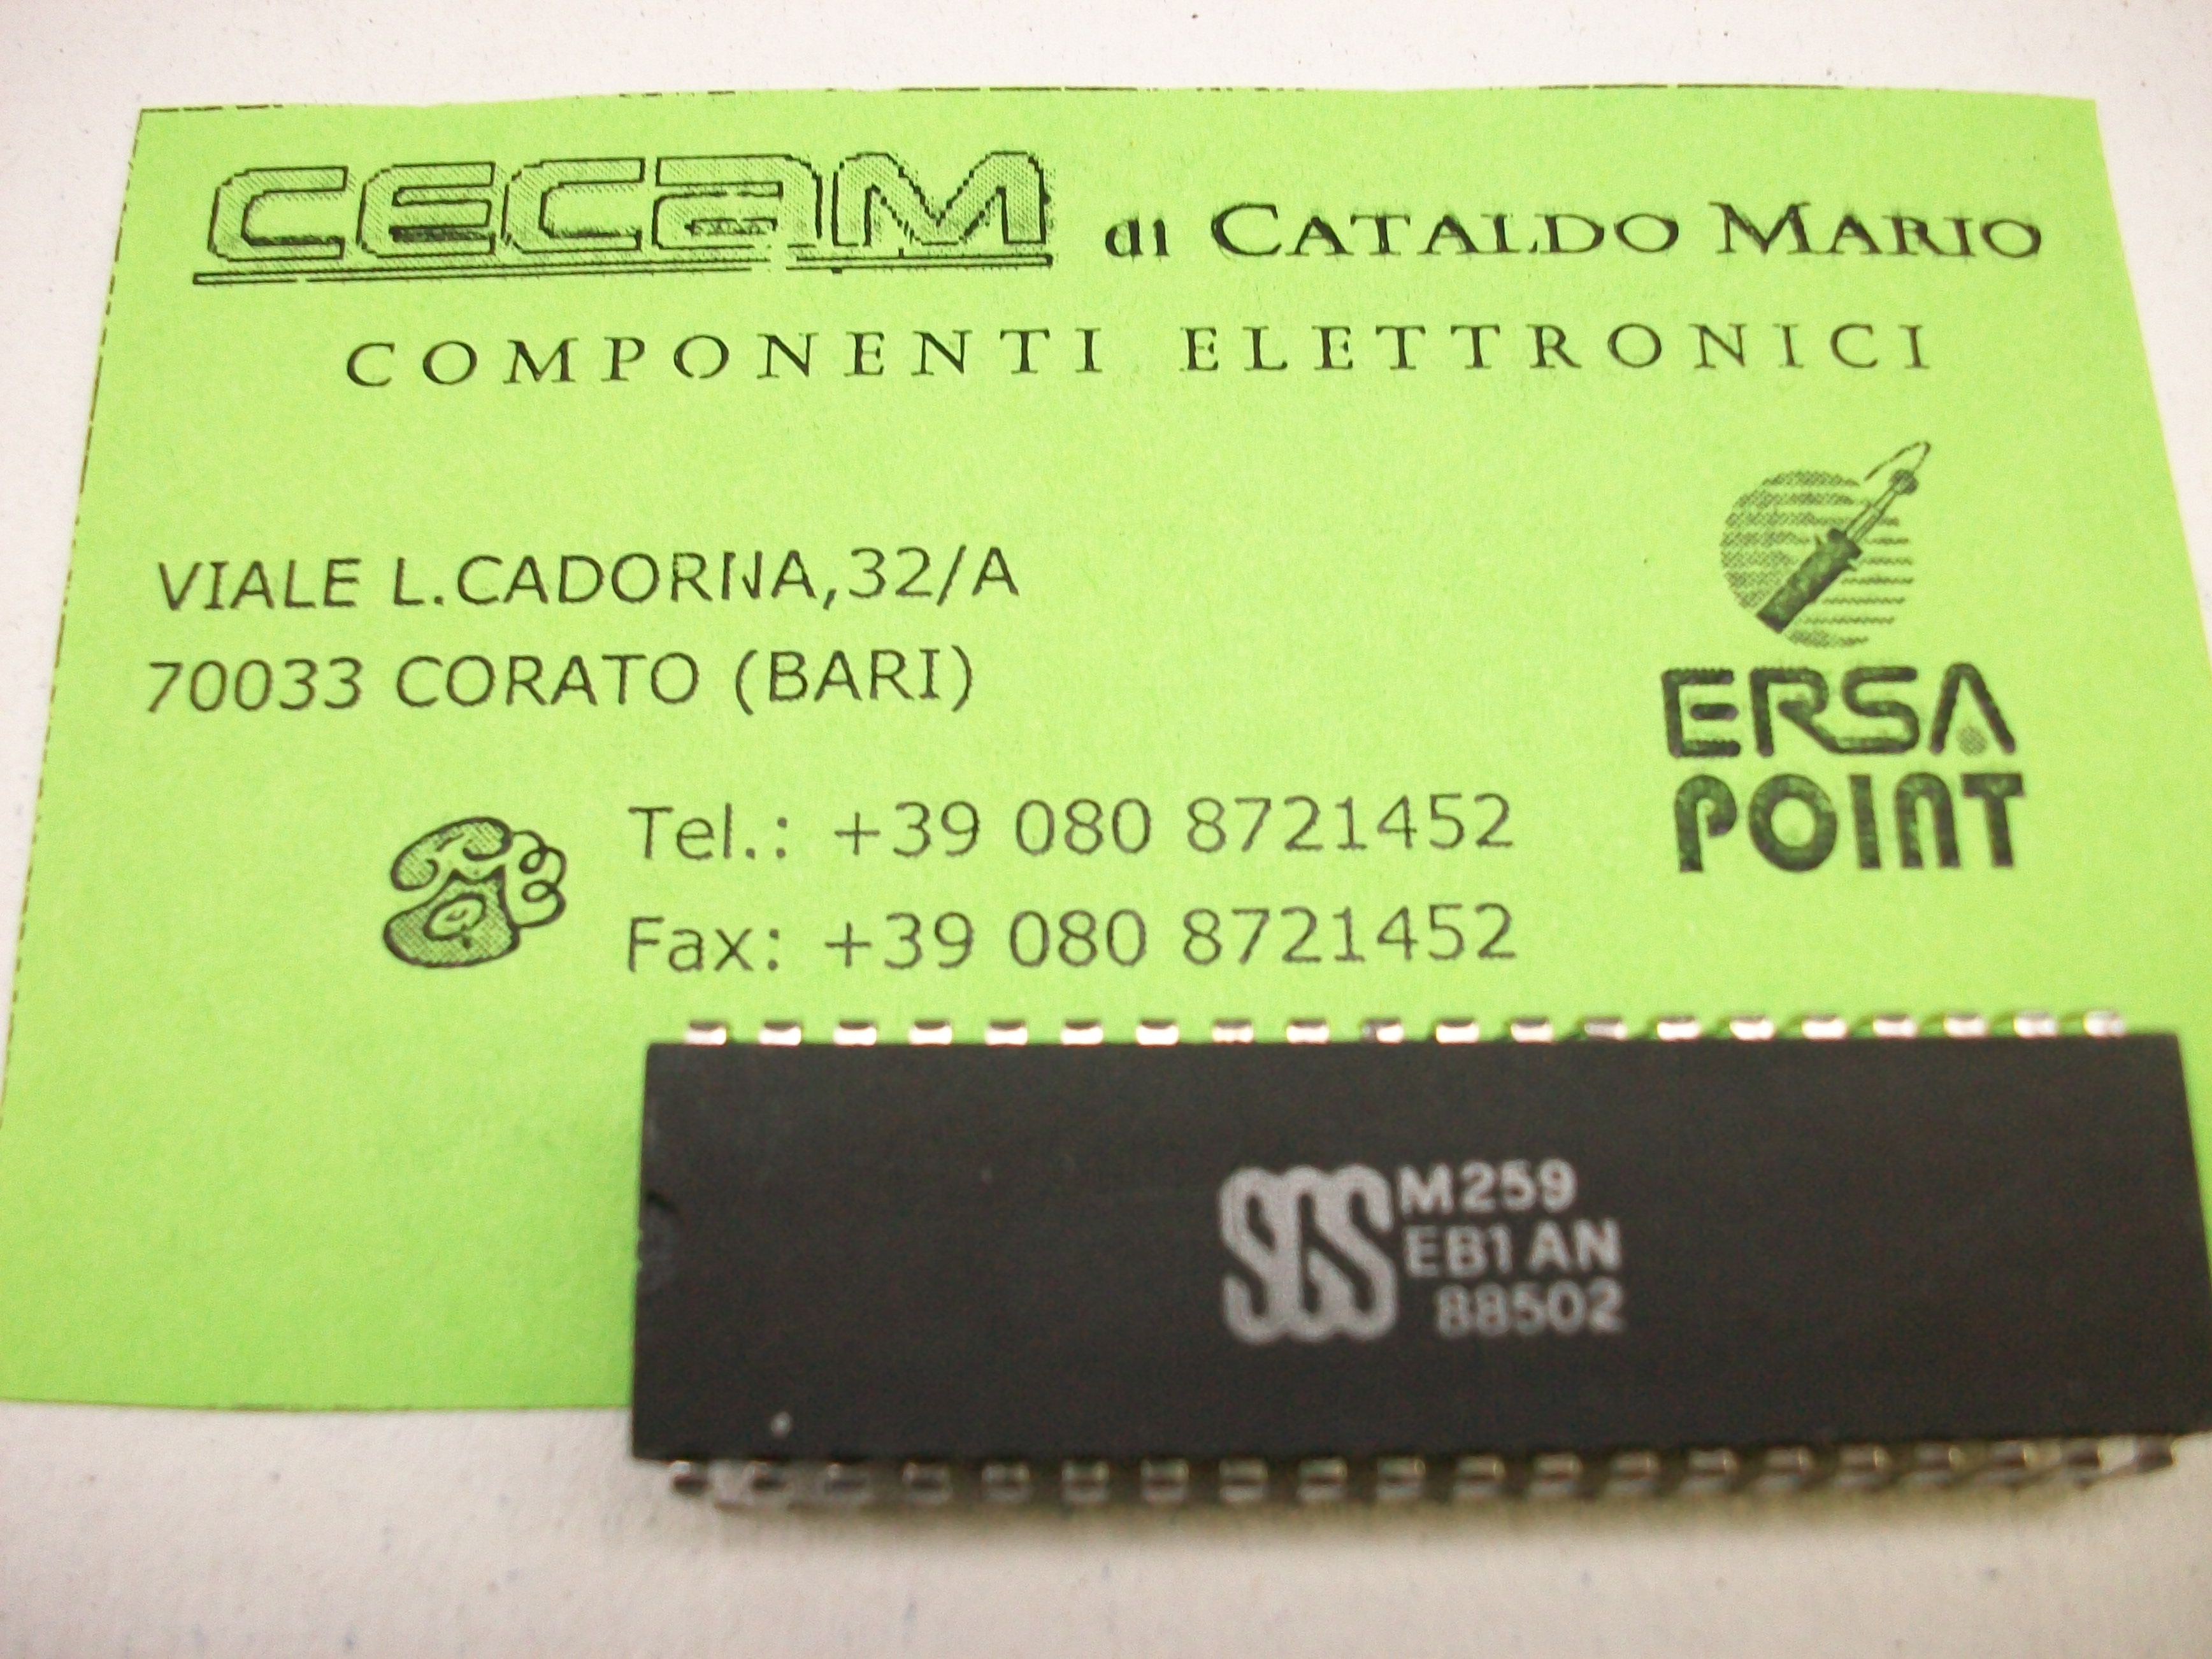 CECAM di CATALDO MARIO
COMPONENTI ELETTRONICI
VIALE L.CADORNA,32/A
70033 CORATO (BARI)
ERSA
POINT
Tel.: +39 080 8721452
Fax: +39 080 8721452
SGS M259
EB1 AN
88502